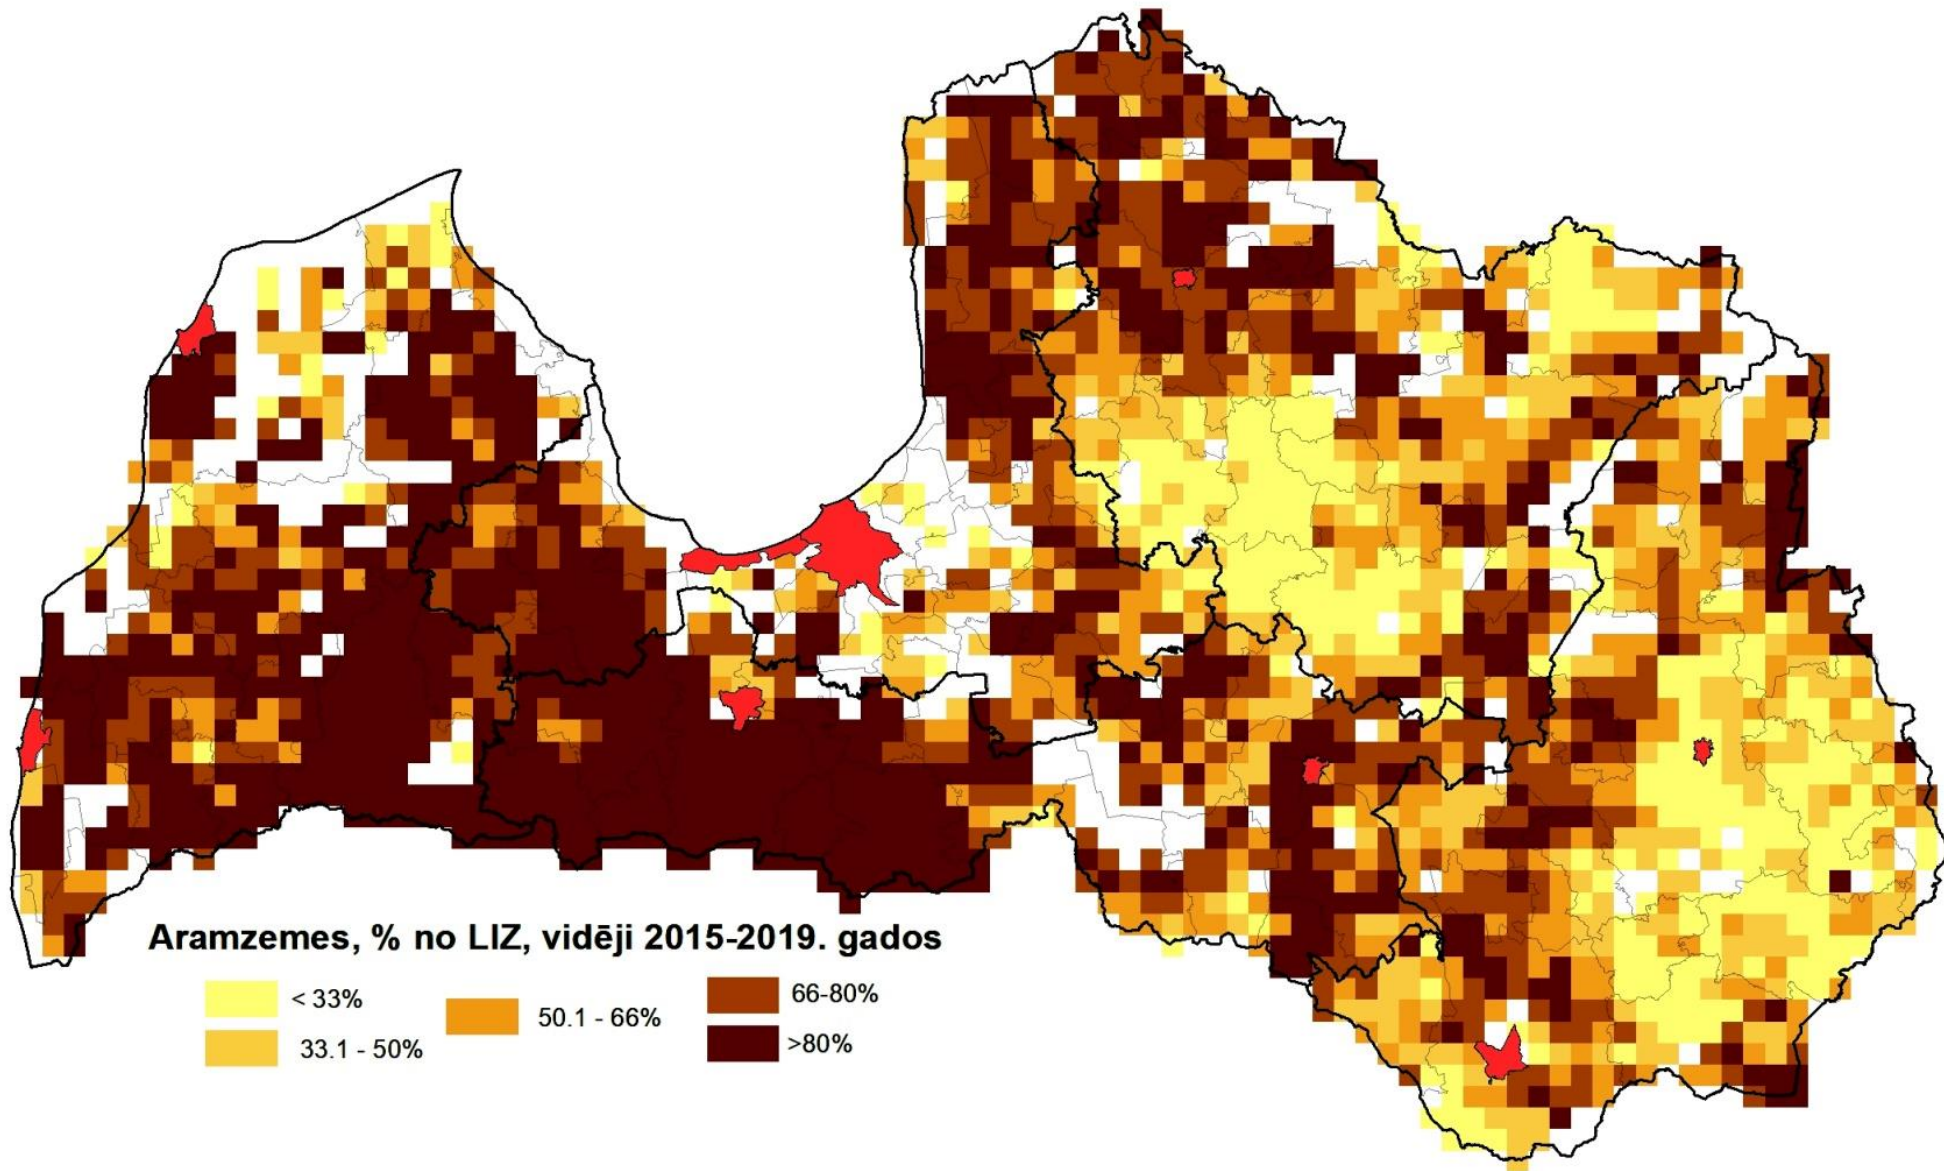 Aramzemes, % no LIZ, vidēji 2015-2019. gados
< 33%
33.1 - 50%
50.1 - 66%
66-80%
>80%